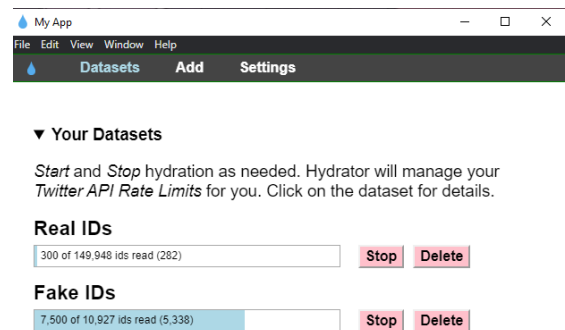 My App
File Edit View Window Help
Datasets Add Settings
▼ Your Datasets
Start and Stop hydration as needed. Hydrator will manage your
Twitter API Rate Limits for you. Click on the dataset for details.
Real IDs
300 of 149,948 ids read (282) Stop Delete
Fake IDs
7,500 of 10,927 ids read (5,338) Stop Delete